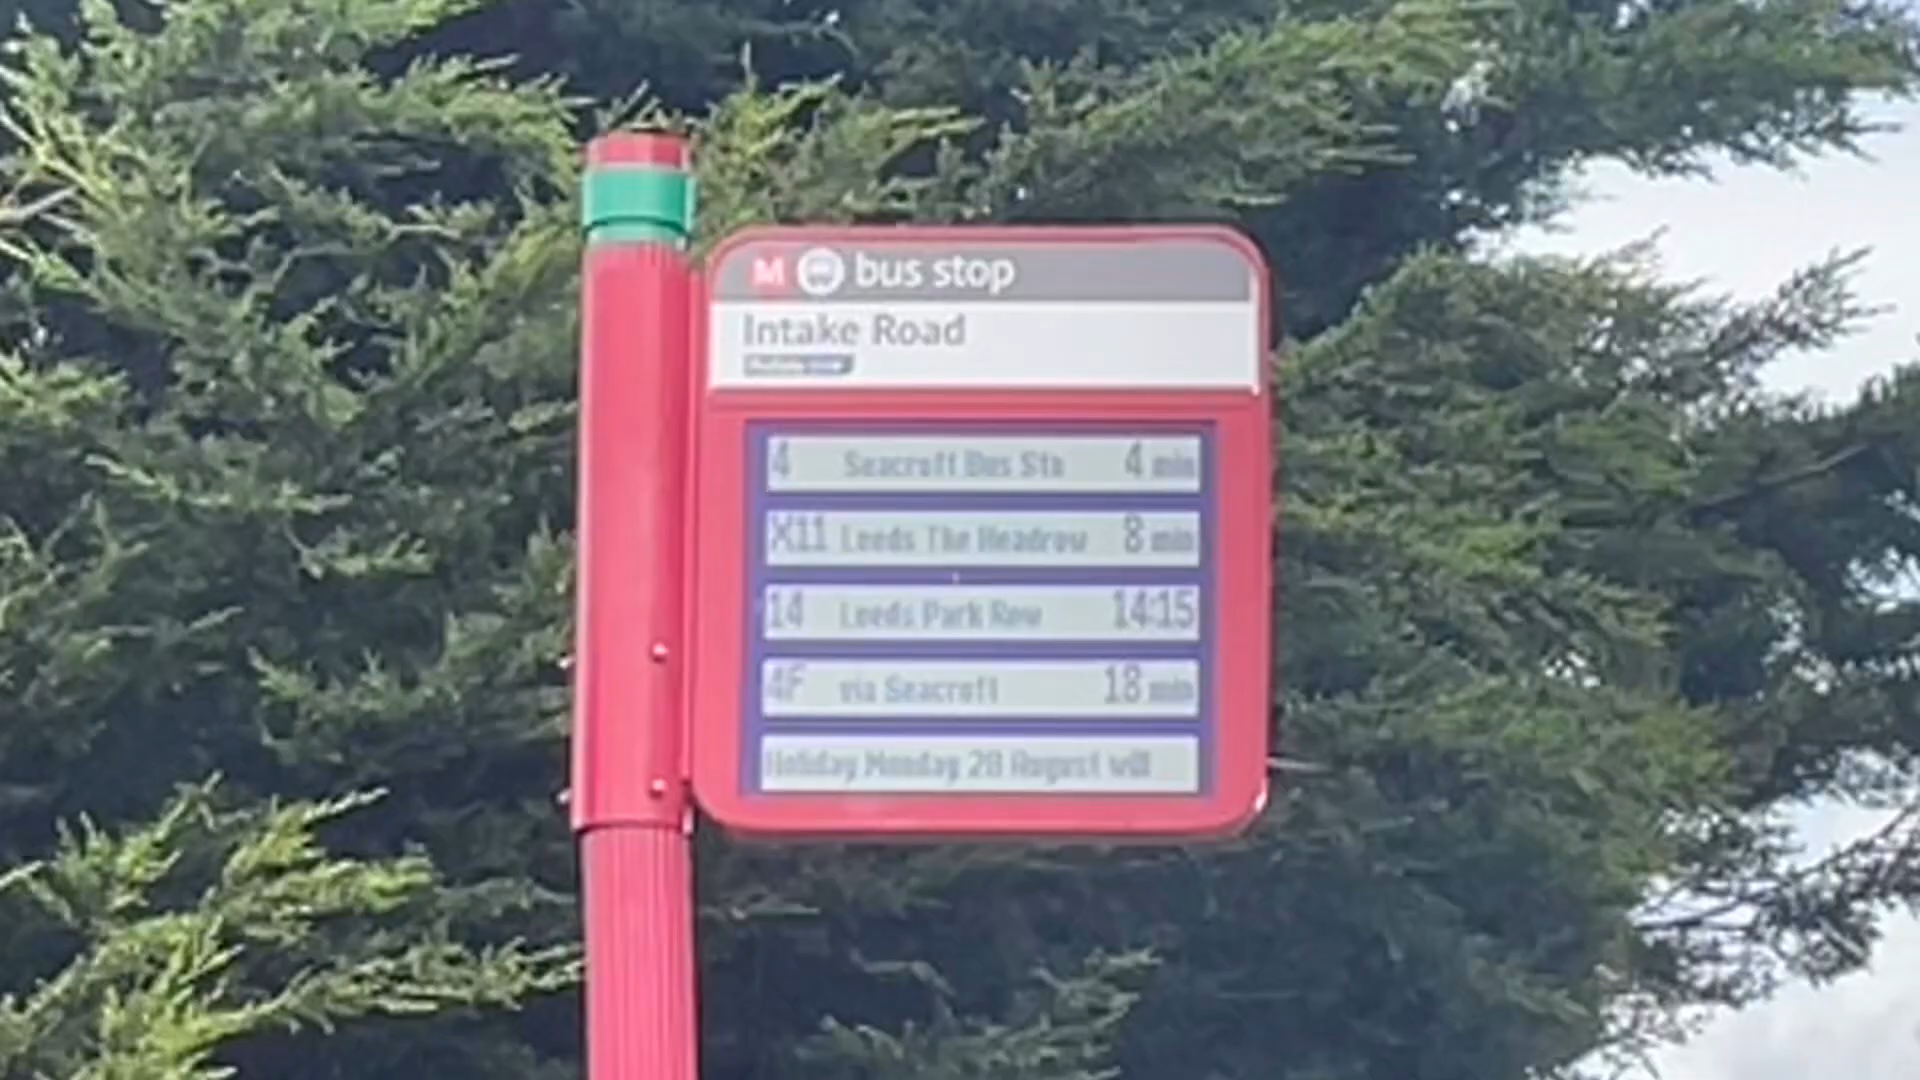 M bus stop
Intake Road
4 Seacroft Bus Stn 4 min
X11 Leeds The Headrow 8 min
14 Leeds Park Row 14:15
4F via Seacroft 18 min
Holiday Monday 28 August will